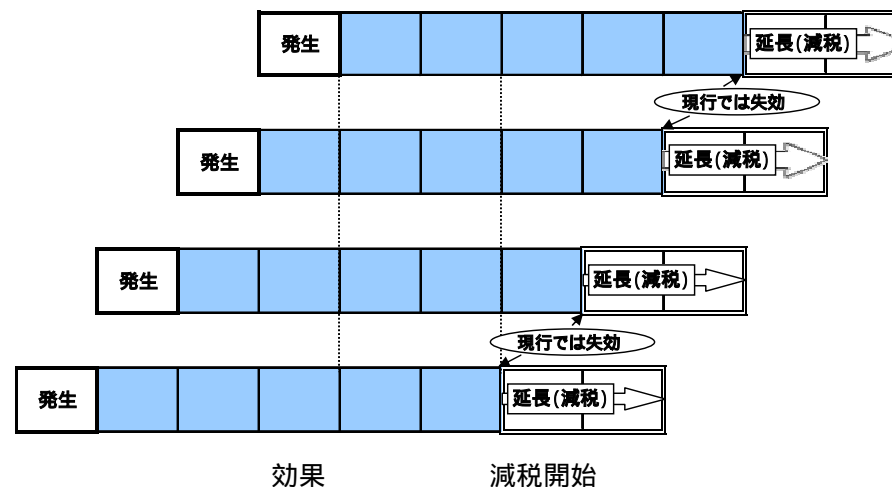 発生
延長(減税)
現行では失効
発生
延長(減税)
発生
延長(減税)
現行では失効
発生
延長(減税)
効果
減税開始